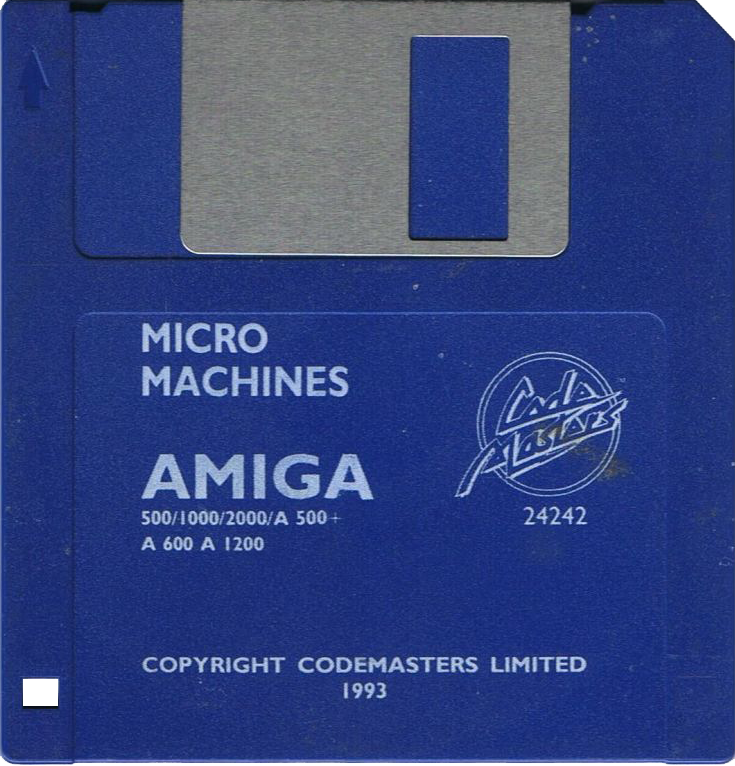 MICRO
MACHINES
Code
Masters
AMIGA
500/1000/2000/A 500+
24242
A 600 A 1200
COPYRIGHT CODEMASTERS LIMITED
1993